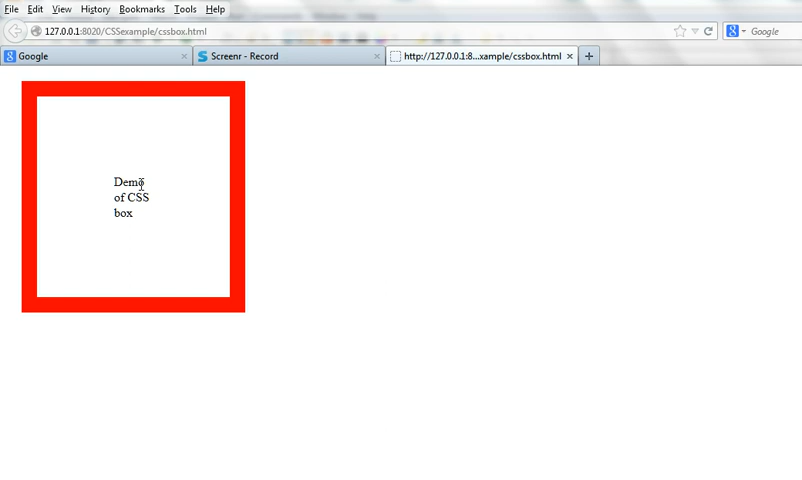 File Edit View History Bookmarks Tools Help
127.0.0.1:8020/CSSexample/cssbox.html
Google
Google
Screenr - Record
http://127.0.0.1:8...xample/cssbox.html
Demo
of CSS
box